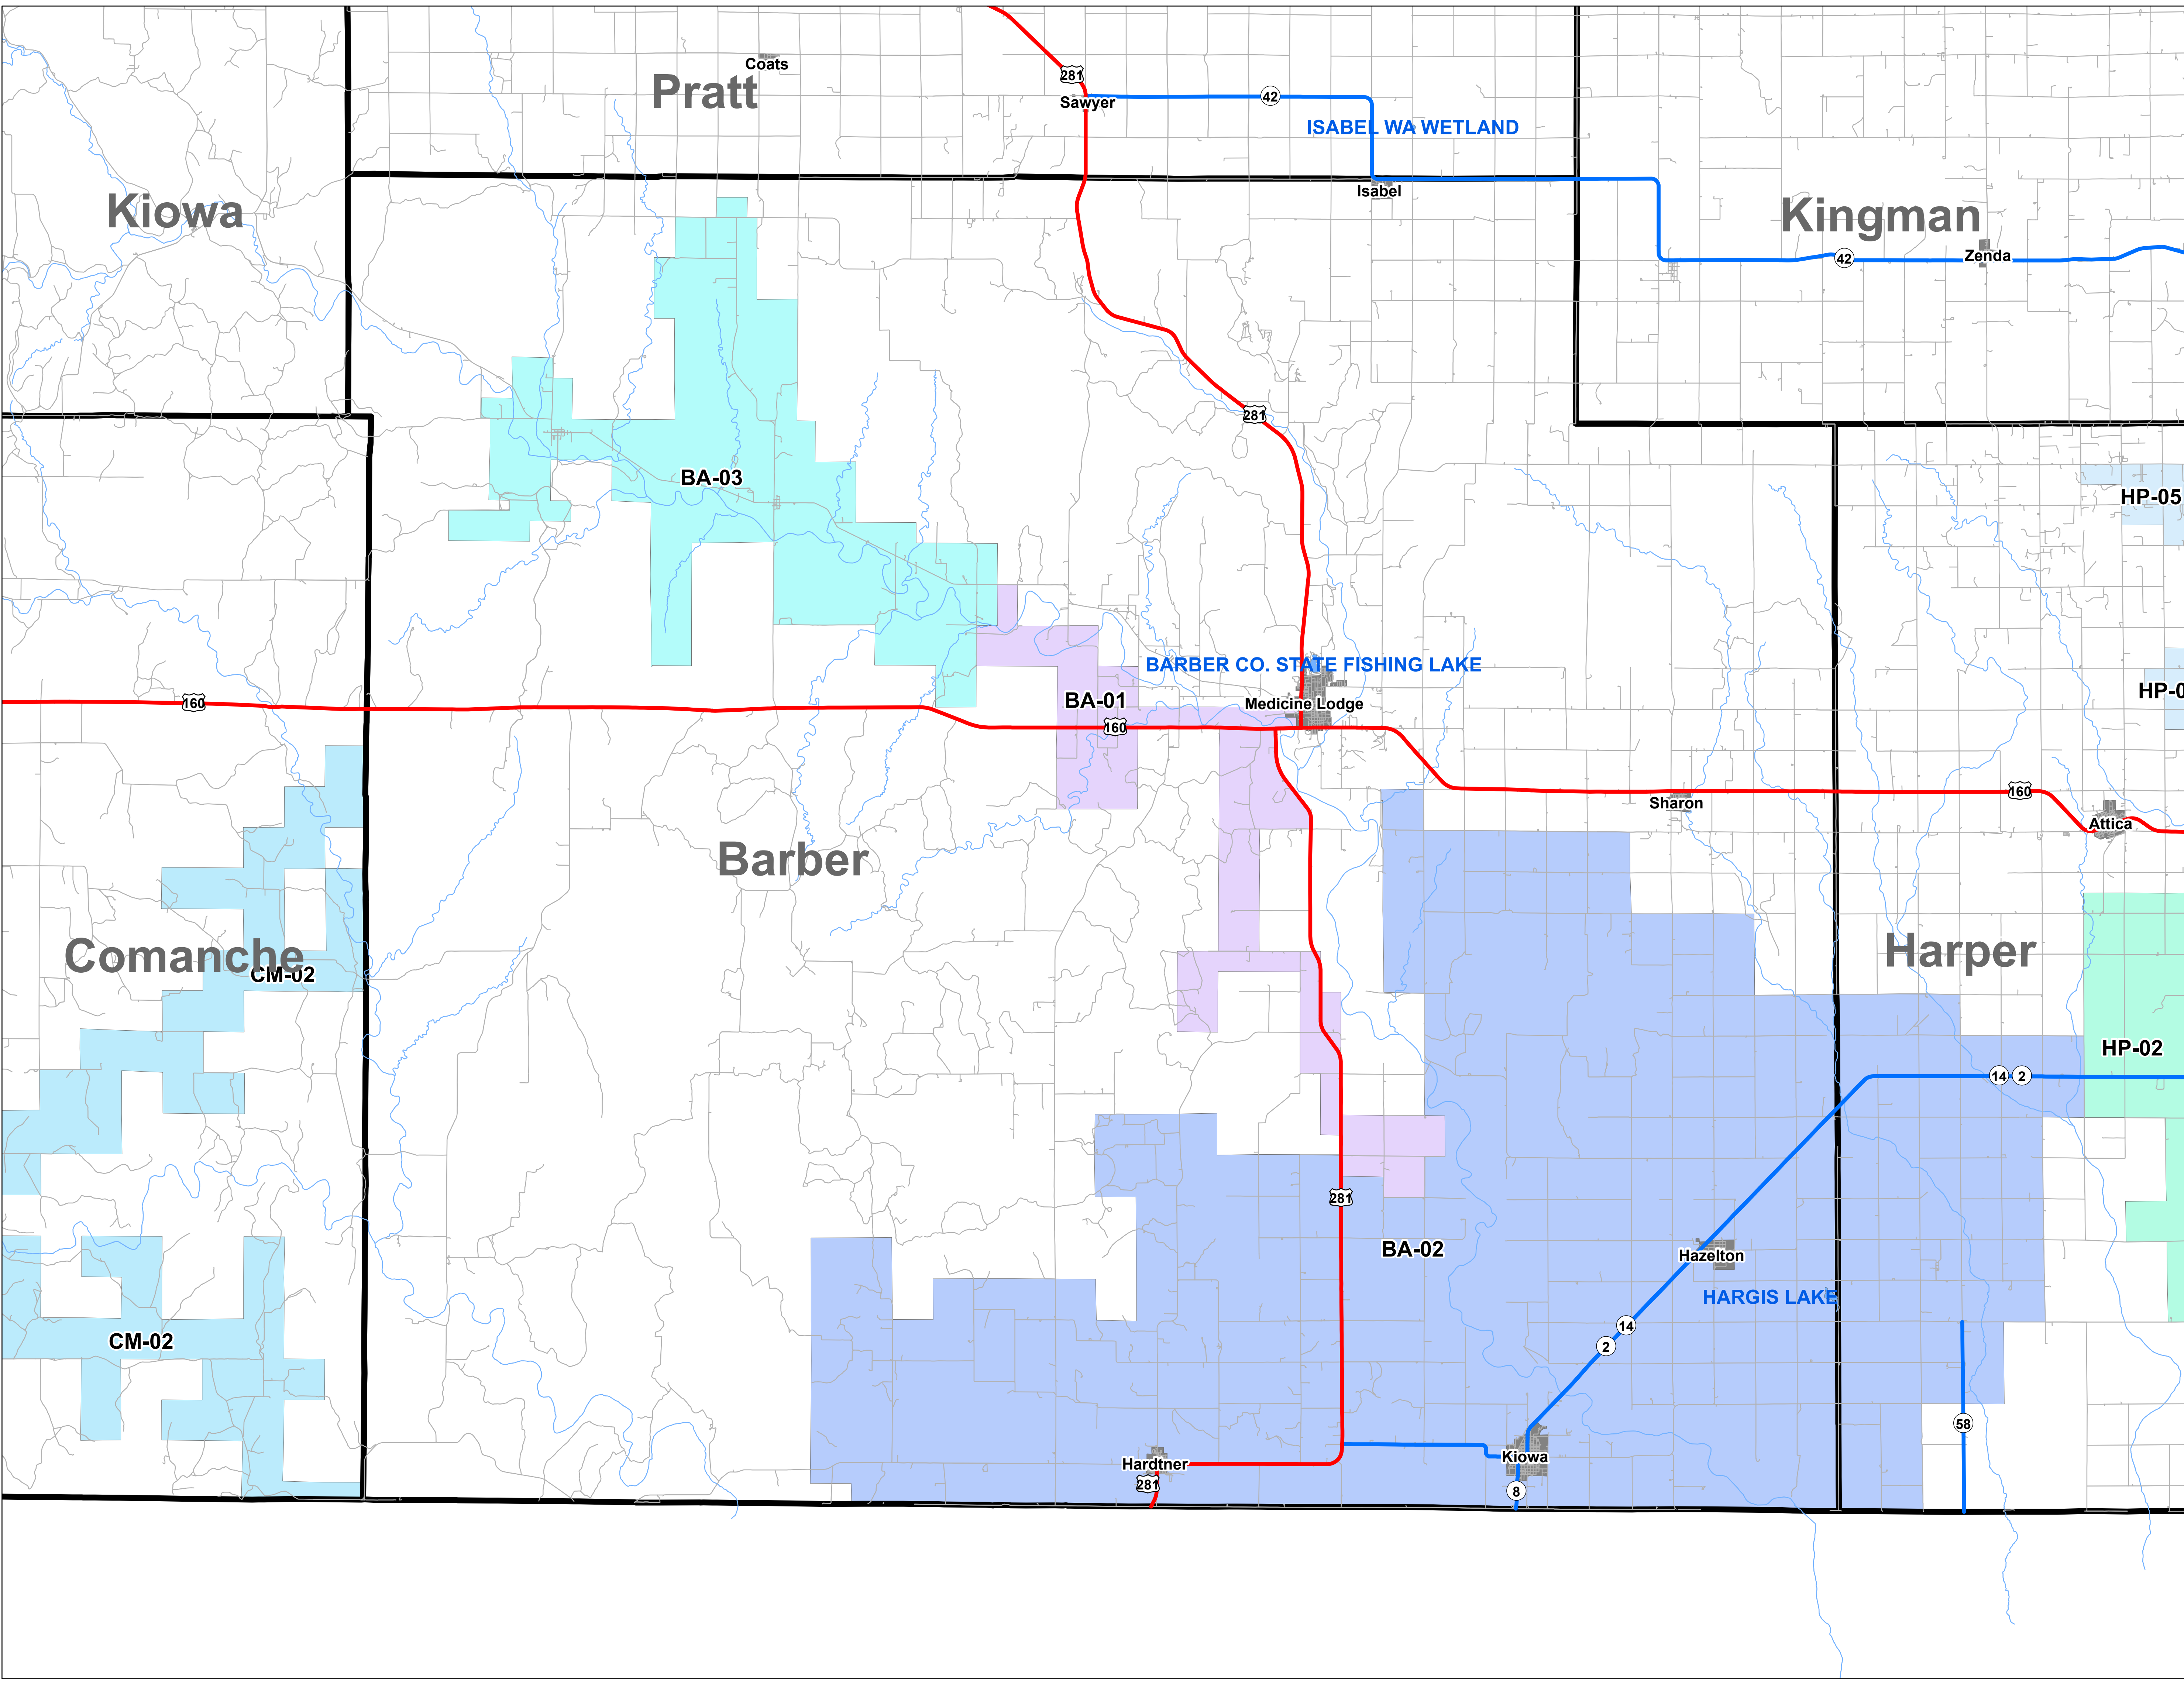 Coats
Pratt
281
Sawyer
42
ISABEL WA WETLAND
Isabel
Kiowa
Kingman
42
Zenda
281
BA-03
HP-05
BARBER CO. STATE FISHING LAKE
HP-0
BA-01
Medicine Lodge
160
160
Sharon
160
Attica
Barber
Comanche
CM-02
Harper
HP-02
14
2
281
BA-02
Hazelton
HARGIS LAKE
14
2
CM-02
58
Hardtner
Kiowa
281
8